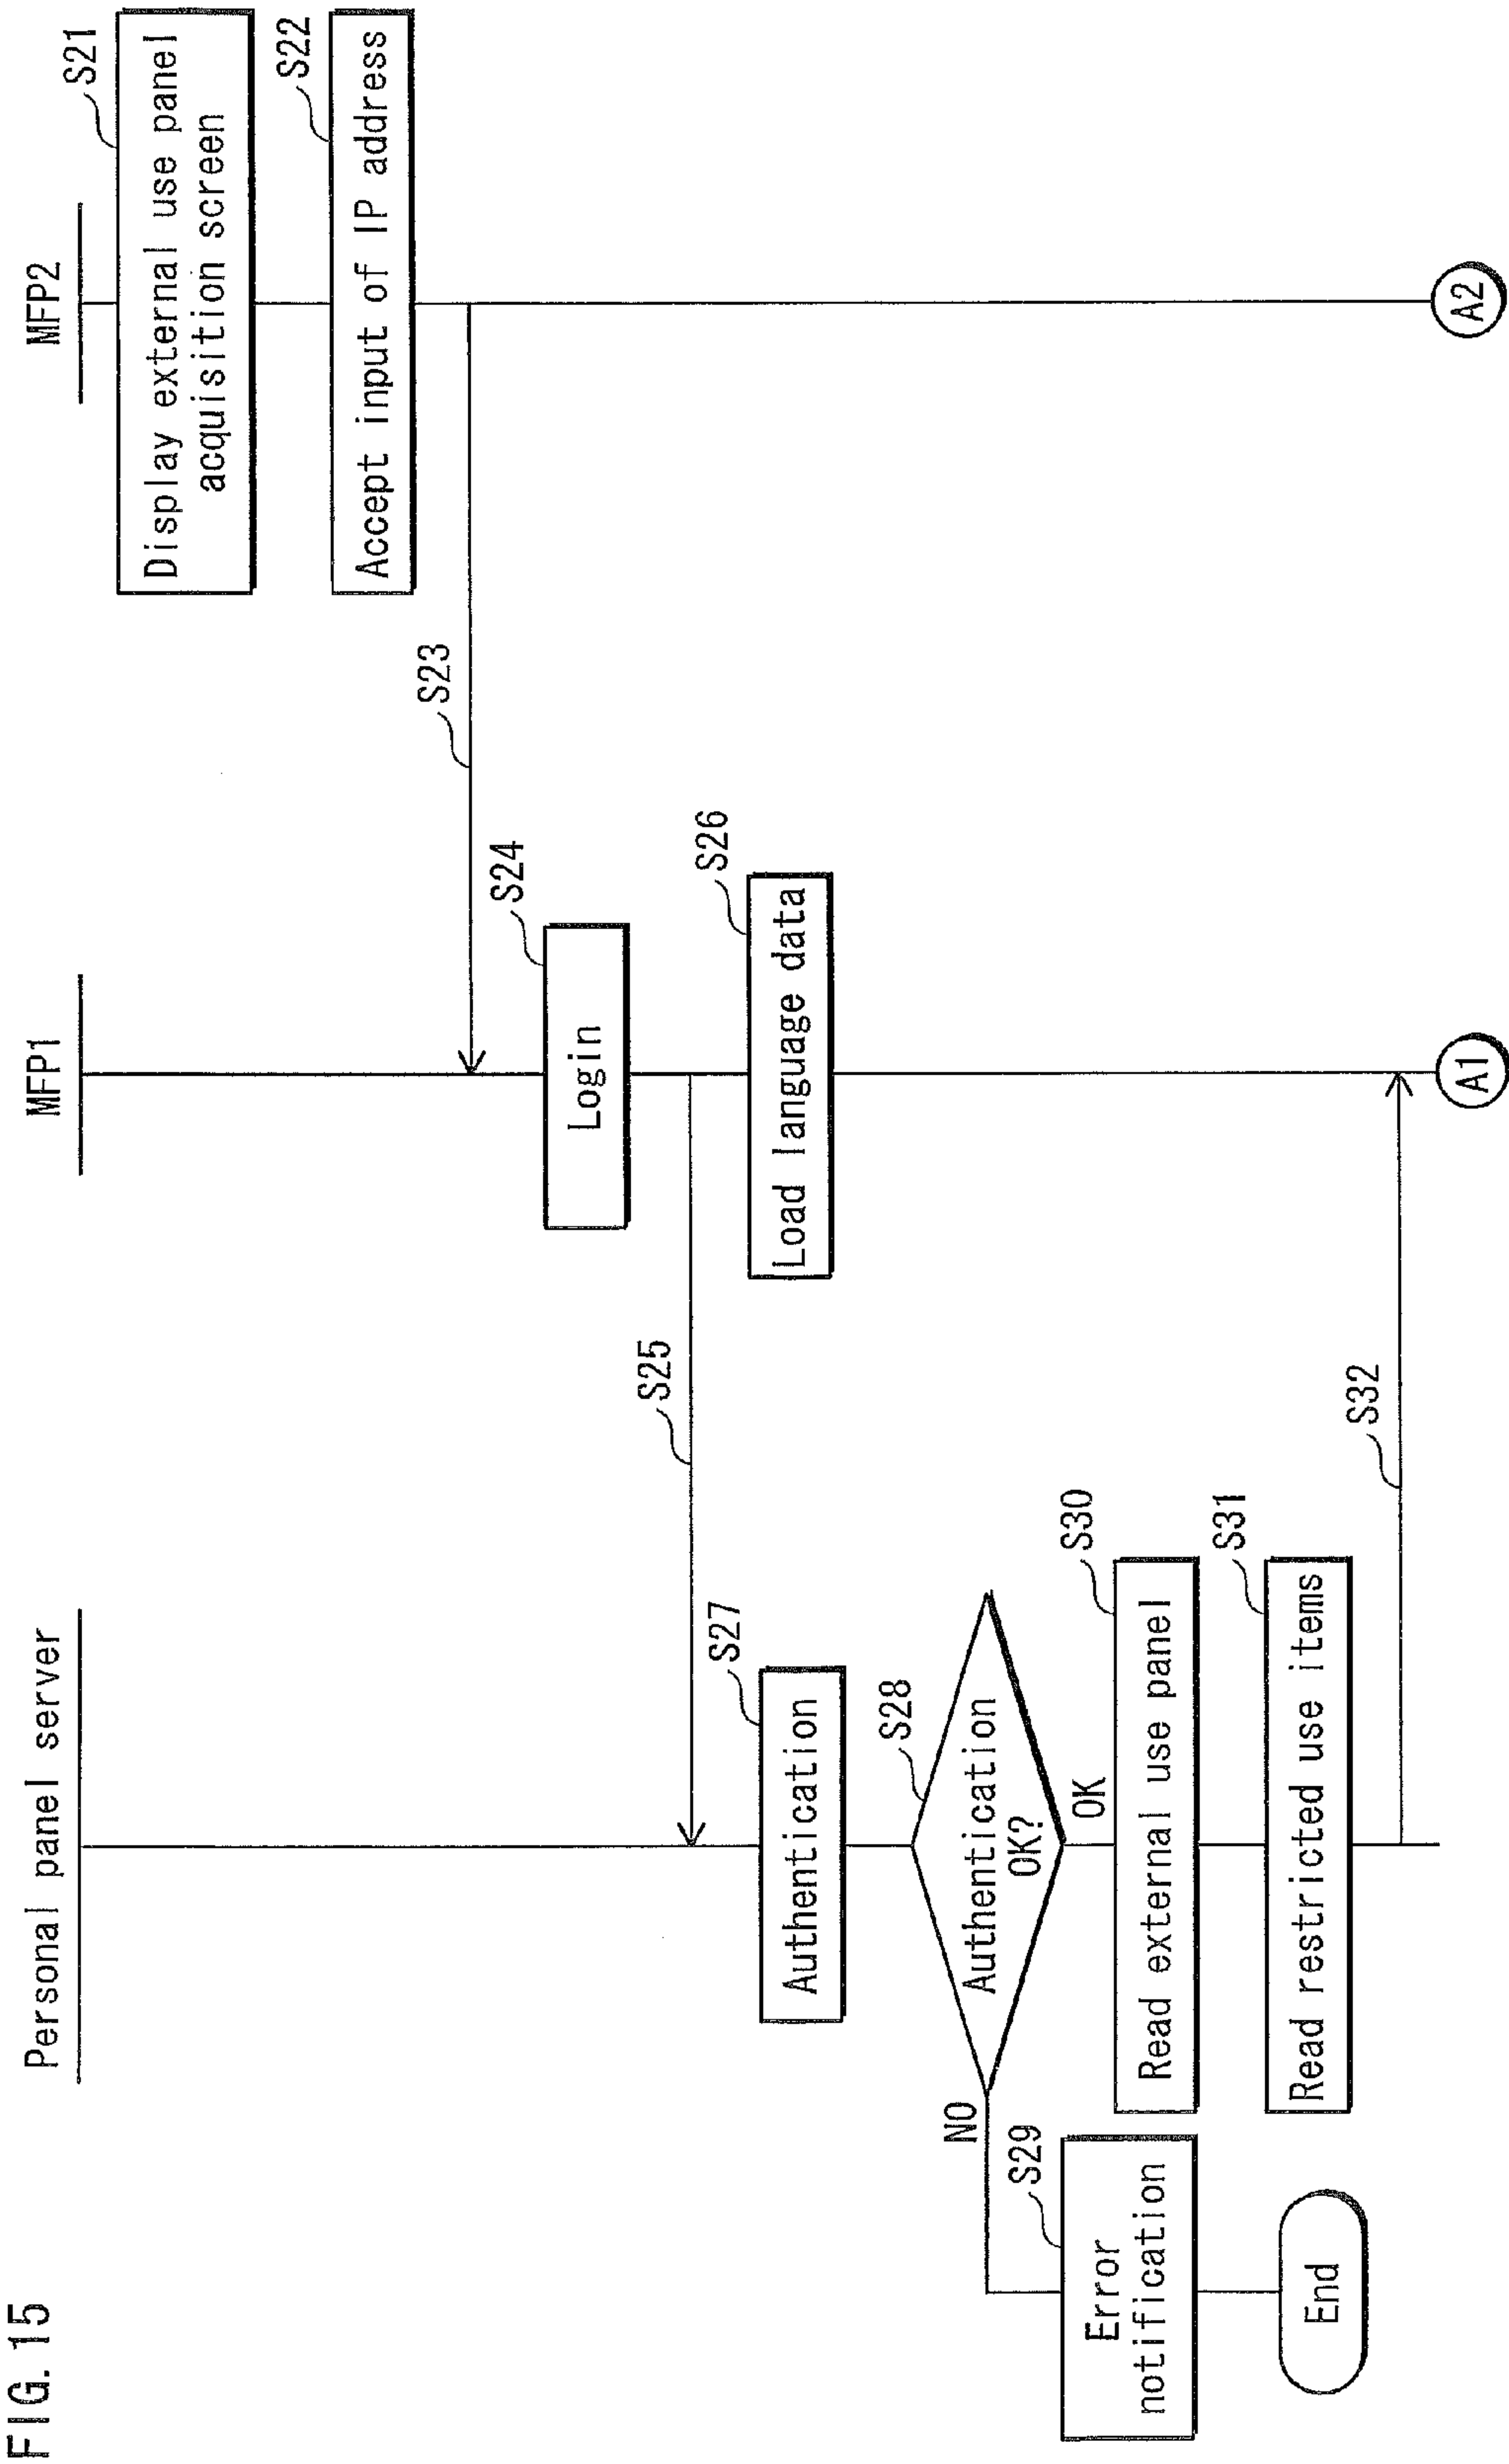 FIG. 15
Personal panel server
MFP1
MFP2
S21
Display external use panel
acquisition screen
S22
Accept input of IP address
S23
S24
Login
S25
S26
Load language data
S27
Authentication
S28
Authentication
OK?
NO
OK
S29
Error
notification
End
S30
Read external use panel
S31
Read restricted use items
S32
A1
A2